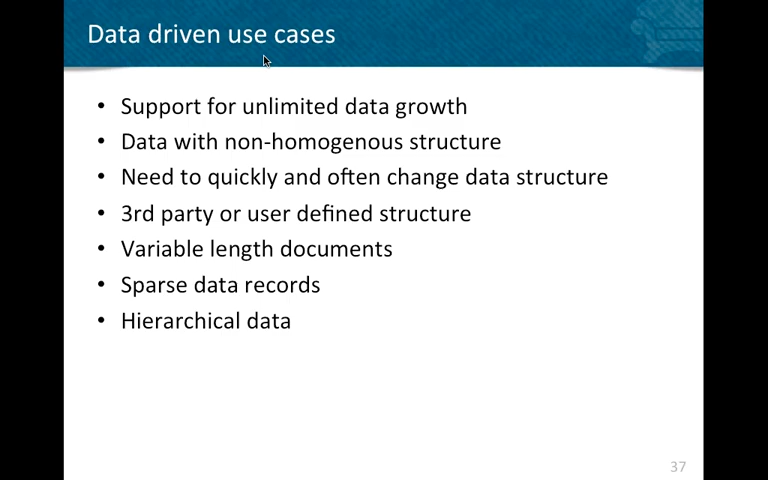 Data driven use cases
• Support for unlimited data growth
• Data with non-homogenous structure
• Need to quickly and often change data structure
• 3rd party or user defined structure
• Variable length documents
• Sparse data records
• Hierarchical data
37